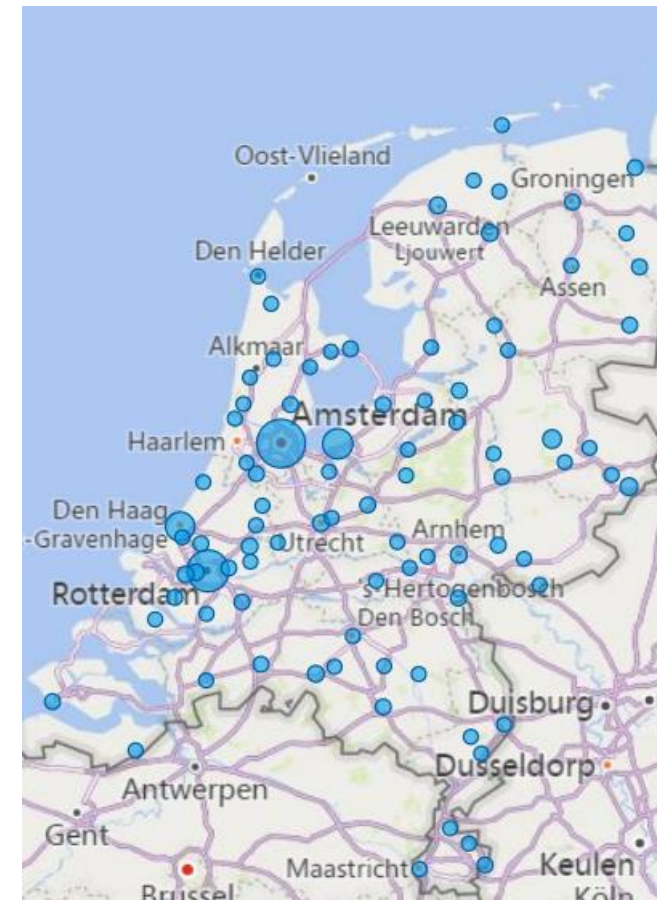 Oost-Vlieland
Groningen
Leeuwarden
Ljouwert
Den Helder
Assen
Alkmaar
Amsterdam
Haarlem
Den Haag
-Gravenhage
Utrecht
Arnhem
Rotterdam
's-Hertogenbosch
Den Bosch
Duisburg
Dusseldorp
Antwerpen
Gent
Maastricht
Keulen
Brussel
Köln